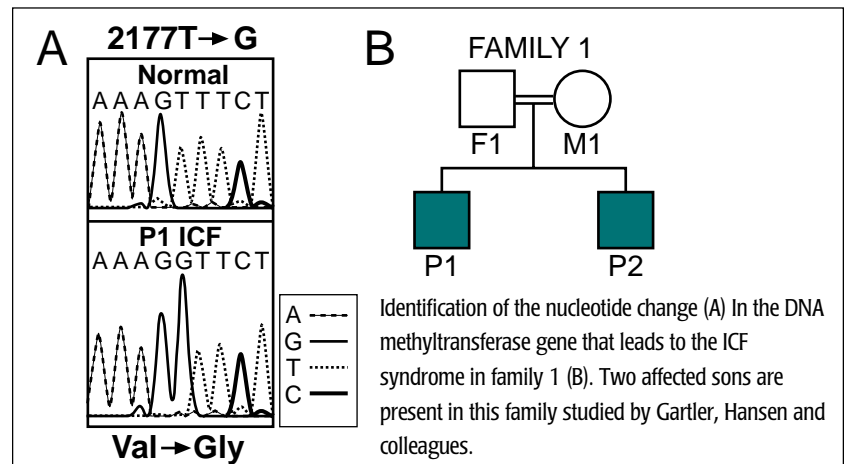 A
2177T→G
Normal
A A A G T T T C T
P1 ICF
A A A G G T T C T
Val→Gly
A
G
T
C
B
FAMILY 1
F1 M1
P1 P2
Identification of the nucleotide change (A) In the DNA
methyltransferase gene that leads to the ICF
syndrome in family 1 (B). Two affected sons are
present in this family studied by Gartler, Hansen and
colleagues.